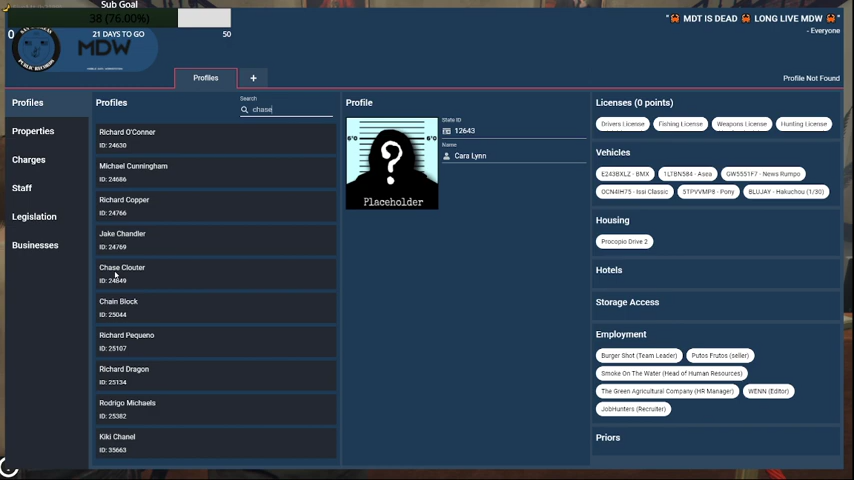 Sub Goal
38 (76.00%)
0
21 DAYS TO GO
50
MDW
" MDT IS DEAD LONG LIVE MDW "
- Everyone
Profiles
+
Profile Not Found
Profiles
Properties
Charges
Staff
Legislation
Businesses
Profiles
Search
chase
Richard O'Conner
ID: 24630
Michael Cunningham
ID: 24686
Richard Copper
ID: 24766
Jake Chandler
ID: 24769
Chase Clouter
ID: 24849
Chain Block
ID: 25044
Richard Pequeno
ID: 25107
Richard Dragon
ID: 25134
Rodrigo Michaels
ID: 25382
Kiki Chanel
ID: 35663
Profile
6'0 6'0
?
Placeholder
State ID
12643
Name
Cara Lynn
Licenses (0 points)
Drivers License Fishing License Weapons License Hunting License
Vehicles
E243BXLZ - BMX 1LTBN584 - Asea GW5551F7 - News Rumpo
OCN4IH75 - Issi Classic 5TPVVMP8 - Pony BLUJAY - Hakuchou (1/30)
Housing
Procopio Drive 2
Hotels
Storage Access
Employment
Burger Shot (Team Leader) Putos Frutos (seller)
Smoke On The Water (Head of Human Resources)
The Green Agricultural Company (HR Manager) WENN (Editor)
JobHunters (Recruiter)
Priors